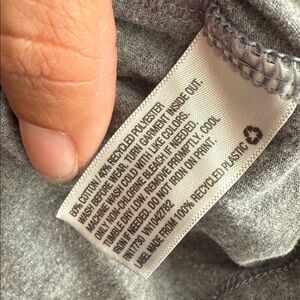 60% COTTON 40% RECYCLED POLYESTER
WASH BEFORE WEAR. TURN GARMENT INSIDE OUT.
MACHINE WASH COLD WITH LIKE COLORS.
ONLY NON-CHLORINE BLEACH IF NEEDED.
TUMBLE DRY LOW. REMOVE PROMPTLY. COOL
IRON IF NEEDED. DO NOT IRON ON PRINT.
VN1042782
LABEL MADE FROM 100% RECYCLED PLASTIC